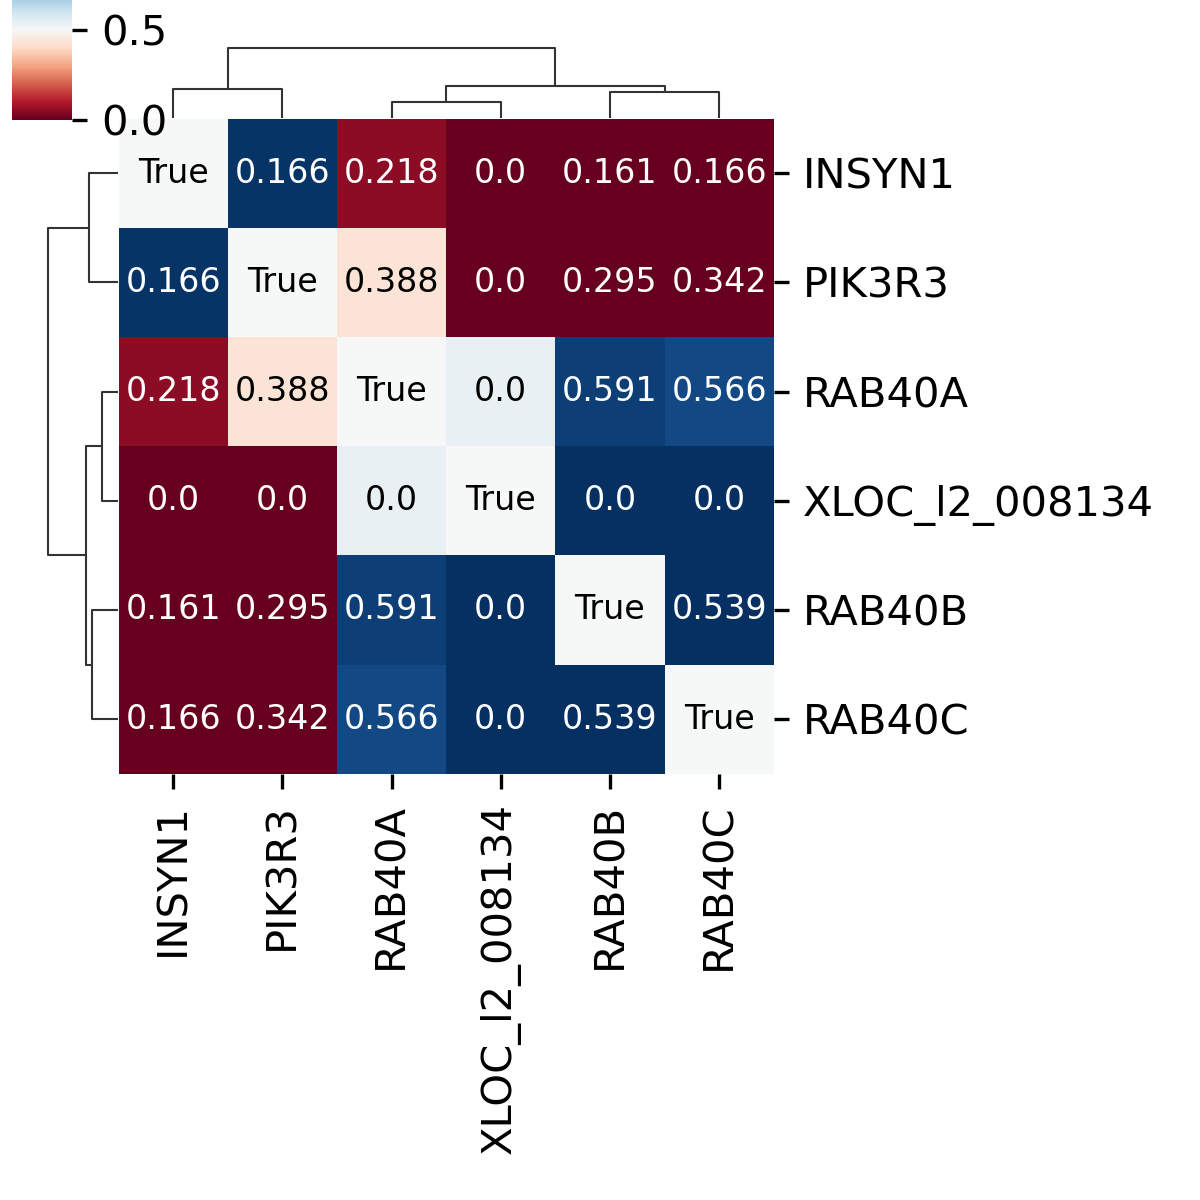 0.5
0.0
True 0.166 0.218 0.0 0.161 0.166 INSYN1
0.166 True 0.388 0.0 0.295 0.342 PIK3R3
0.218 0.388 True 0.0 0.591 0.566 RAB40A
0.0 0.0 0.0 True 0.0 0.0 XLOC_l2_008134
0.161 0.295 0.591 0.0 True 0.539 RAB40B
0.166 0.342 0.566 0.0 0.539 True RAB40C
INSYN1
PIK3R3
RAB40A
XLOC_l2_008134
RAB40B
RAB40C